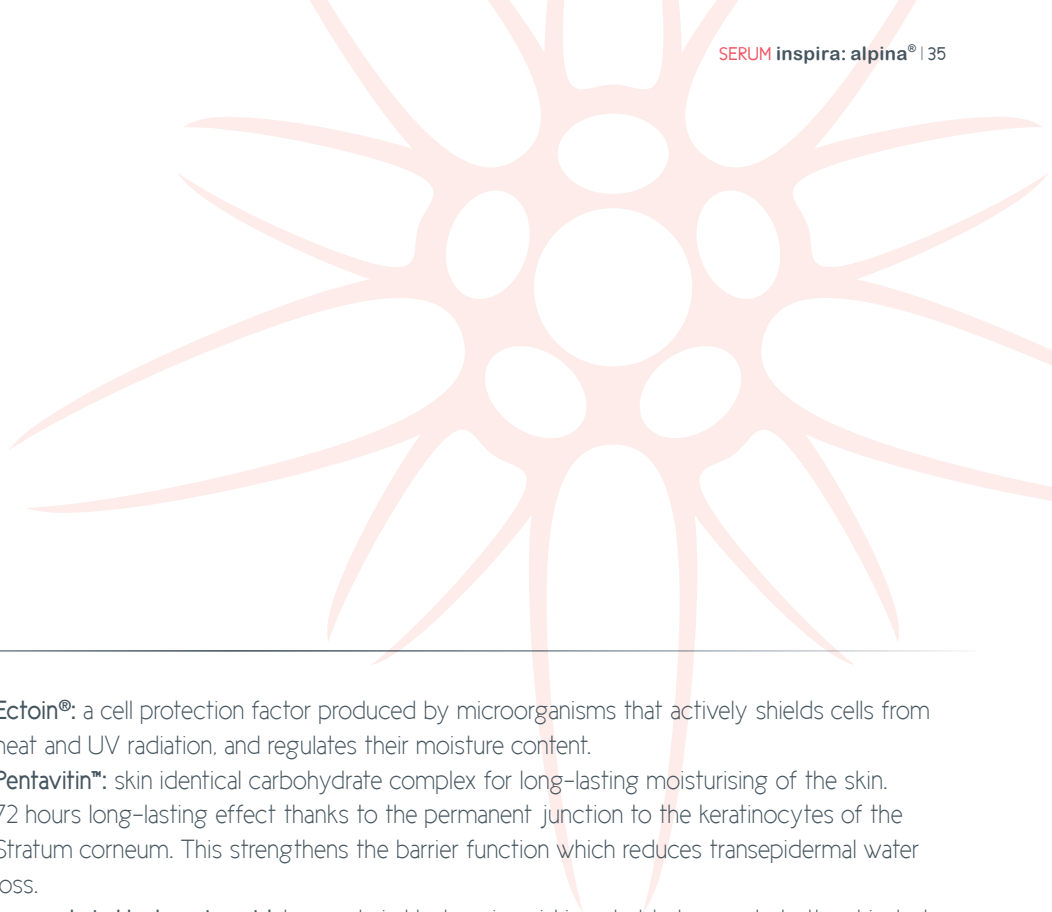 SERUM inspira: alpina® | 35
Ectoin®: a cell protection factor produced by microorganisms that actively shields cells from
heat and UV radiation, and regulates their moisture content.
Pentavitin™: skin identical carbohydrate complex for long-lasting moisturising of the skin.
72 hours long-lasting effect thanks to the permanent junction to the keratinocytes of the
Stratum corneum. This strengthens the barrier function which reduces transepidermal water
loss.